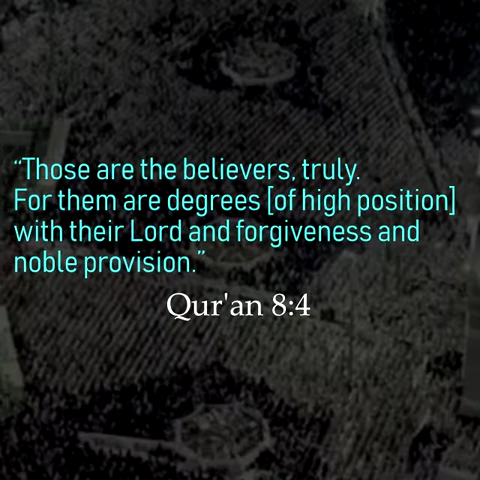 “Those are the believers, truly.
For them are degrees [of high position]
with their Lord and forgiveness and
noble provision.”
Qur'an 8:4